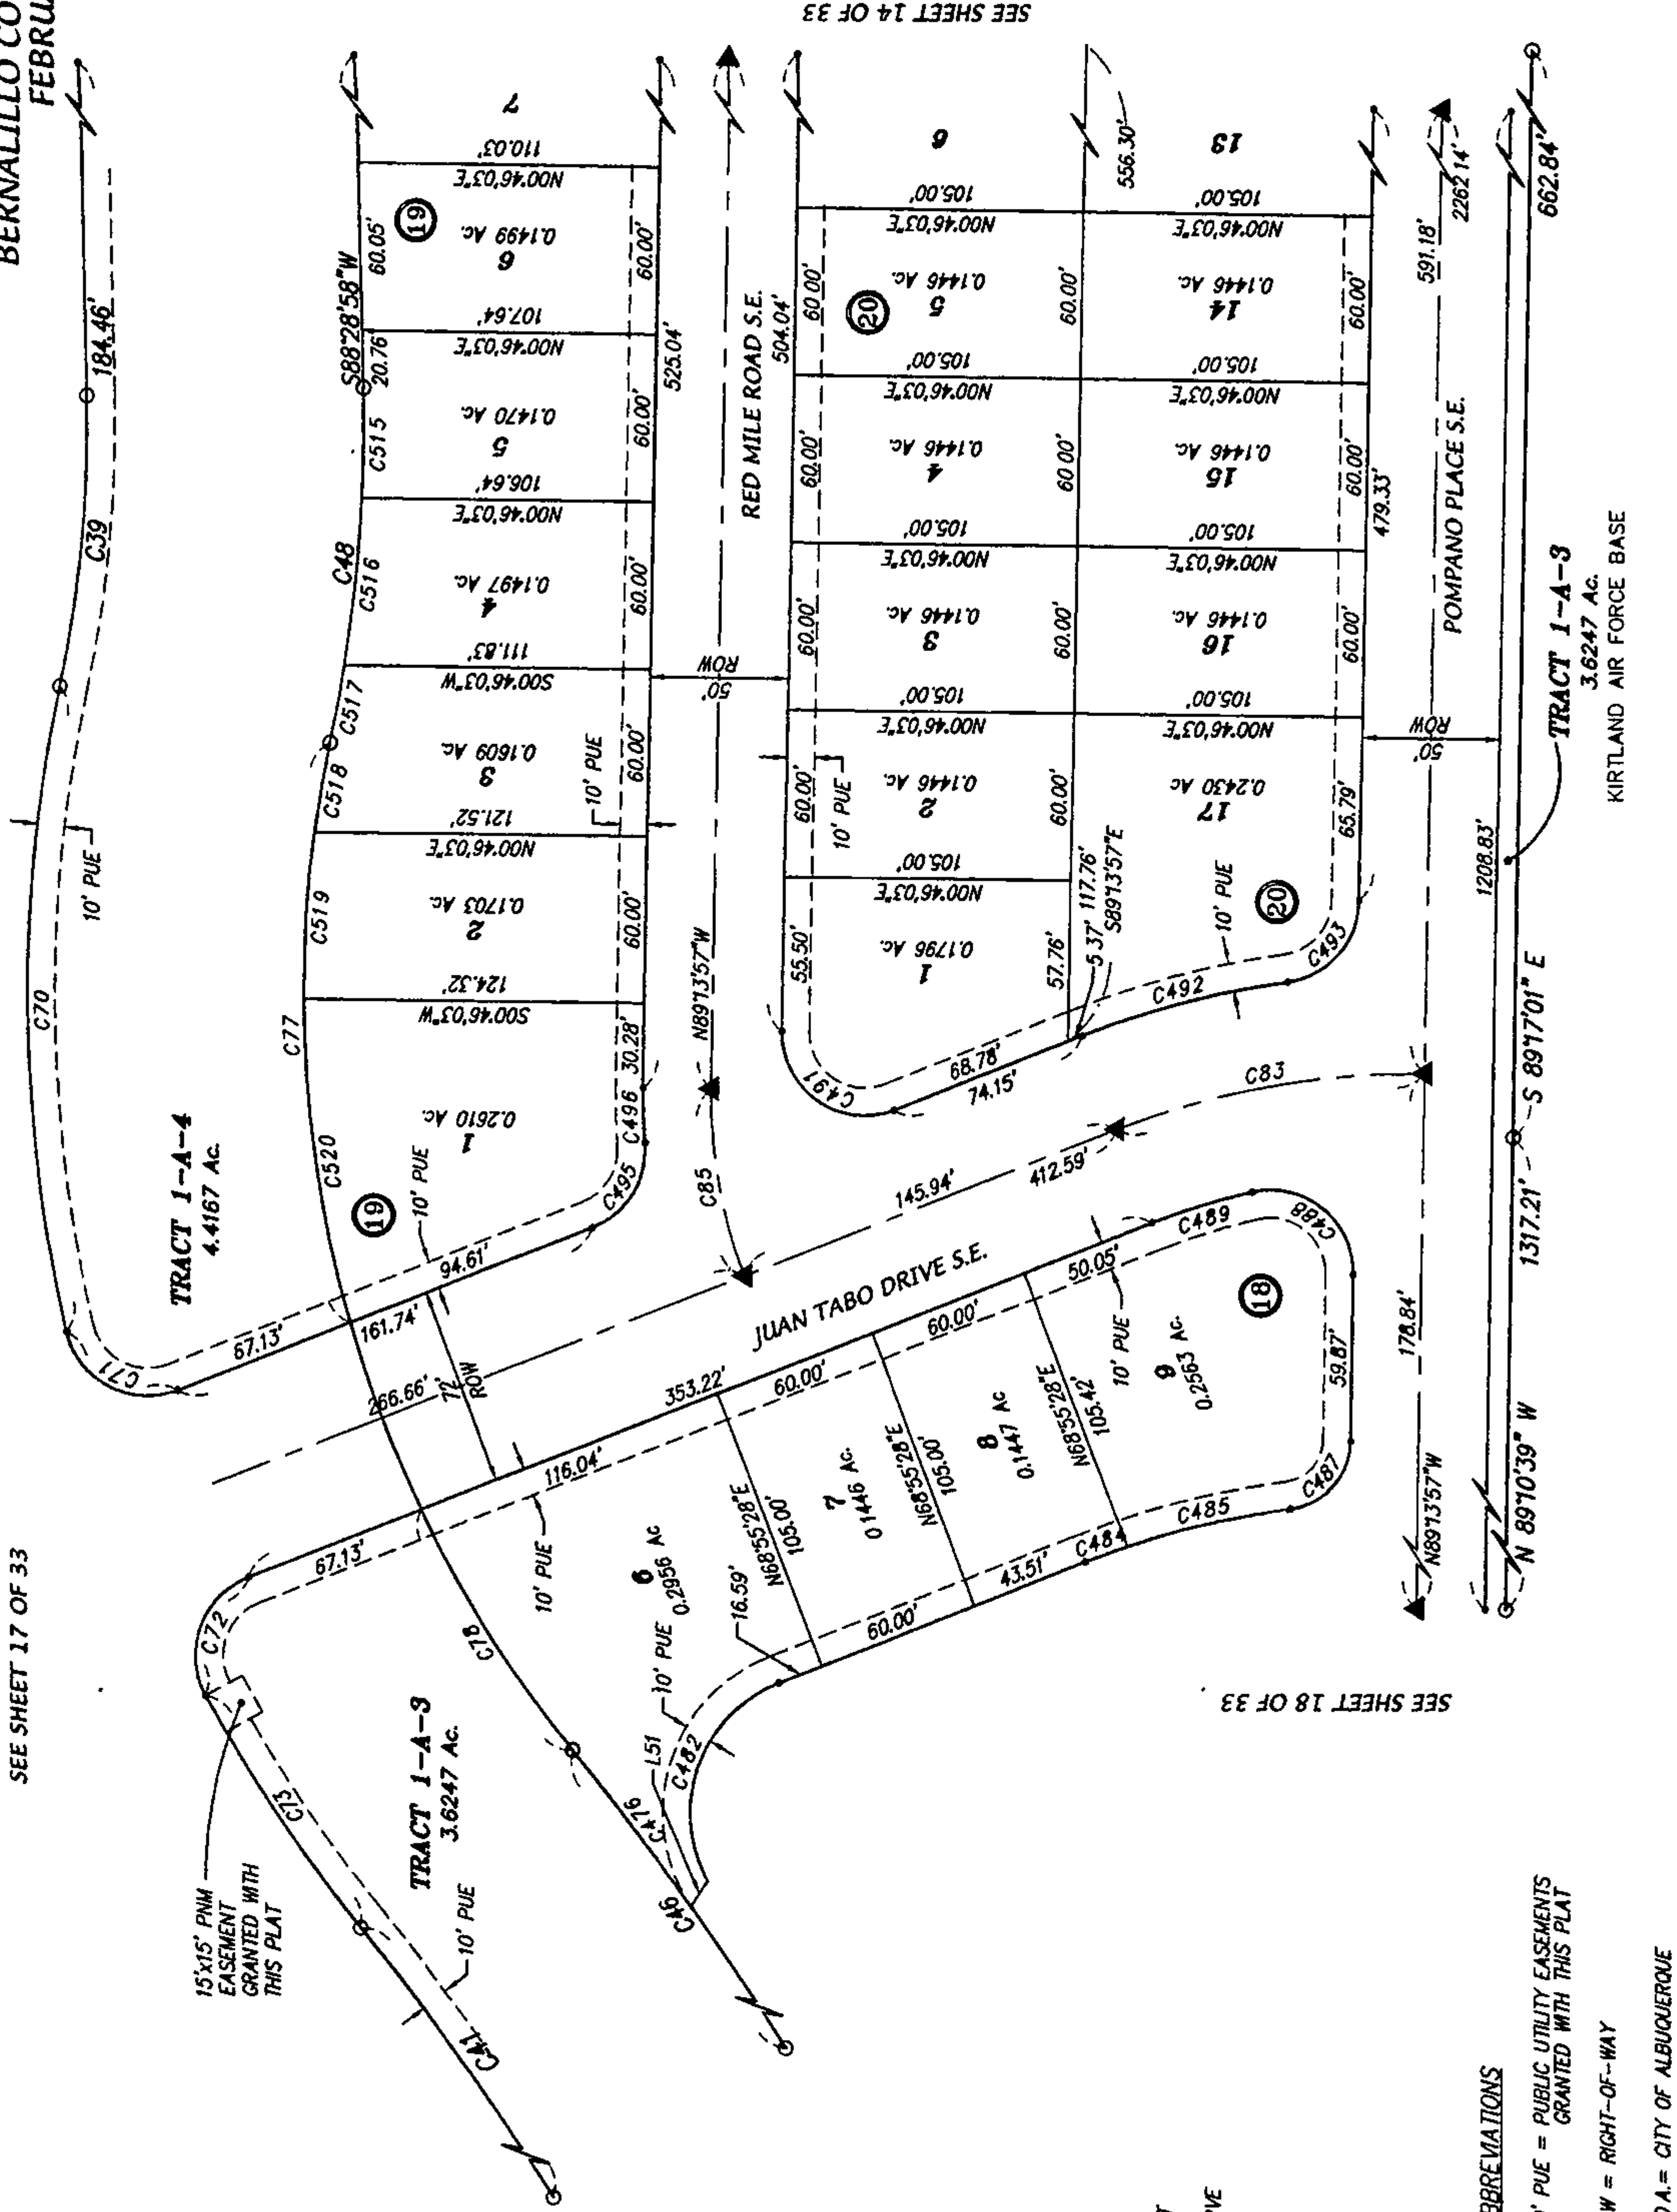 BERNALILLO CO
FEBRU
SEE SHEET 17 OF 33
SEE SHEET 14 OF 33
184.46'
C39
C70
10' PUE
TRACT 1-A-4
4.4167 Ac.
C71
67.13'
161.74'
94.61'
10' PUE
19
C520
C77
C519
C518
C517
C516
C48
C515
S88°28'58"W
20.76'
60.05'
19
7
110.03'
N00°46'03"E
6
0.1499 Ac.
60.00'
107.64'
N00°46'03"E
5
0.1470 Ac.
60.00'
525.04'
106.64'
N00°46'03"E
4
0.1497 Ac.
60.00'
111.83'
S00°46'03"W
3
0.1609 Ac.
60.00'
10' PUE
121.52'
N00°46'03"E
2
0.1703 Ac.
60.00'
124.32'
S00°46'03"W
1
0.2610 Ac.
30.28'
C496
C495
RED MILE ROAD S.E.
N89°13'57"W
C85
50'
ROW
504.04'
20
6
105.00'
N00°46'03"E
60.00'
5
0.1446 Ac.
60.00'
105.00'
N00°46'03"E
60.00'
4
0.1446 Ac.
60.00'
105.00'
N00°46'03"E
60.00'
3
0.1446 Ac.
60.00'
105.00'
N00°46'03"E
60.00'
10' PUE
2
0.1446 Ac.
60.00'
105.00'
N00°46'03"E
55.50'
1
0.1796 Ac.
57.76'
C491
68.78'
74.15'
5.37'
117.76'
S89°13'57"E
556.30'
13
105.00'
N00°46'03"E
14
0.1446 Ac.
60.00'
105.00'
N00°46'03"E
15
0.1446 Ac.
60.00'
479.33'
105.00'
N00°46'03"E
16
0.1446 Ac.
60.00'
105.00'
N00°46'03"E
17
0.2430 Ac
65.79'
10' PUE
20
C492
C493
C83
145.94'
412.59'
266.66'
72'
ROW
JUAN TABO DRIVE S.E.
353.22'
116.04'
60.00'
60.00'
50.05'
C489
C488
18
59.87'
C487
C485
C484
43.51'
60.00'
16.59'
10' PUE
9
0.2563 Ac.
N68°55'28"E
105.42'
8
0.1447 Ac
N68°55'28"E
105.00'
7
0.1446 Ac.
N68°55'28"E
105.00'
6
0.2956 Ac
10' PUE
10' PUE
C482
L51
C476
C46
C78
67.13'
C72
C73
15'x15' PNM
EASEMENT
GRANTED WITH
THIS PLAT
TRACT 1-A-3
3.6247 Ac.
10' PUE
C41
SEE SHEET 18 OF 33
591.18'
2262.14'
POMPANO PLACE S.E.
50'
ROW
178.84'
N89°13'57"W
662.84'
1208.83'
S 89°17'01" E
1317.21'
N 89°10'39" W
TRACT 1-A-3
3.6247 Ac.
KIRTLAND AIR FORCE BASE
BBREVIATIONS
' PUE = PUBLIC UTILITY EASEMENTS
GRANTED WITH THIS PLAT
W = RIGHT-OF-WAY
O.A.= CITY OF ALBUQUERQUE
VE